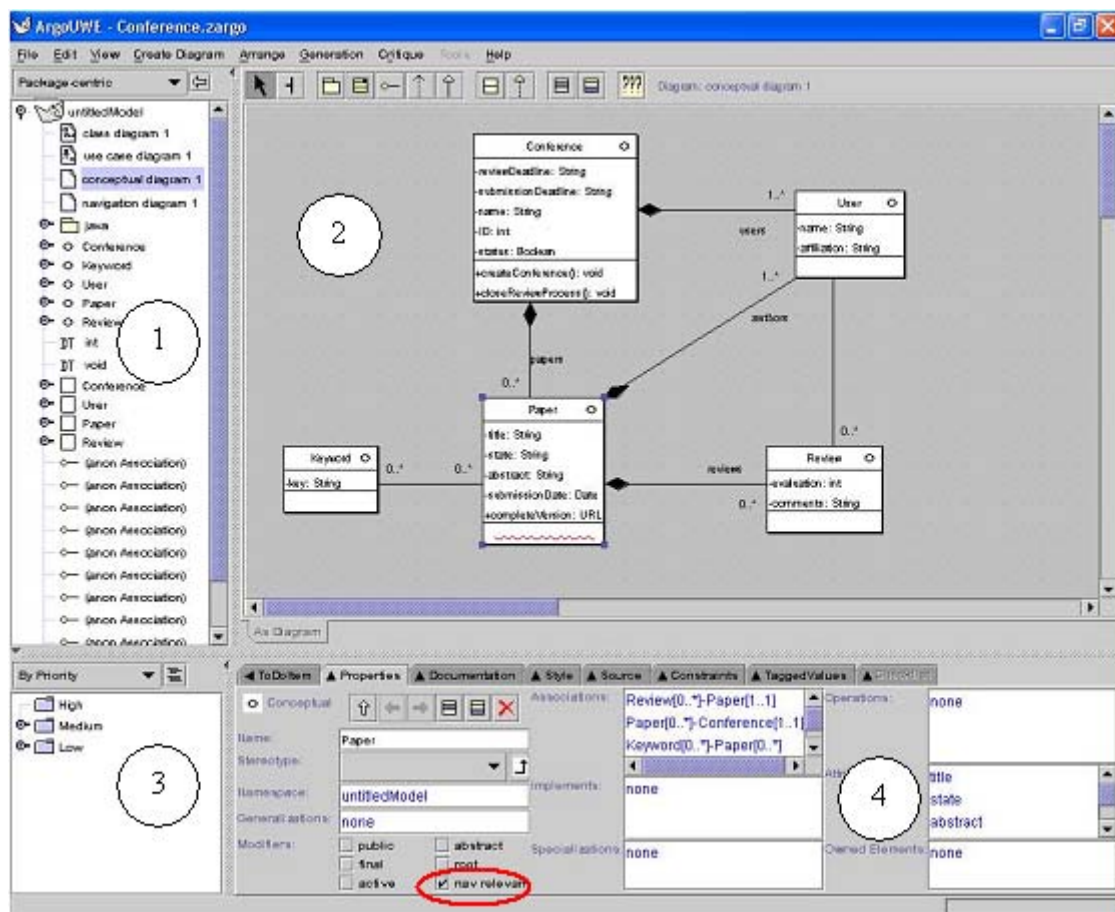 ArgoUWE - Conference.zargo
File Edit View Create Diagram Arrange Generation Critique Tools Help
Package-centric
Diagram: conceptual diagram 1
untitledModel
class diagram 1
use case diagram 1
conceptual diagram 1
navigation diagram 1
java
Conference
Keyword
User
Paper
Review
DT int
DT void
Conference
User
Paper
Review
(anon Association)
(anon Association)
(anon Association)
(anon Association)
(anon Association)
(anon Association)
(anon Association)
(anon Association)
(anon Association)
1
2
Conference
-reviewDeadline: String
-submissionDeadline: String
-name: String
-ID: int
-status: Boolean
+createConference(): void
+closeReviewProcess(): void
1..*
users
User
-name: String
-affiliation: String
1..*
authors
papers
0..*
Paper
-title: String
-state: String
-abstract: String
-submissionDate: Date
+completeVersion: URL
Keyword
-key: String
0..*
0..*
reviews
0..*
0..*
Review
-evaluation: int
-comments: String
As Diagram
By Priority
High
Medium
Low
3
ToDoItem Properties Documentation Style Source Constraints TaggedValues
Conceptual
Name: Paper
Stereotype:
Namespace: untitledModel
Generalizations: none
Modifiers: public abstract
final root
active nav relevan
Associations: Review[0..*]-Paper[1..1]
Paper[0..*]-Conference[1..1]
Keyword[0..*]-Paper[0..*]
Implements: none
Specializations: none
Operations: none
4
title
state
abstract
Owned Elements: none